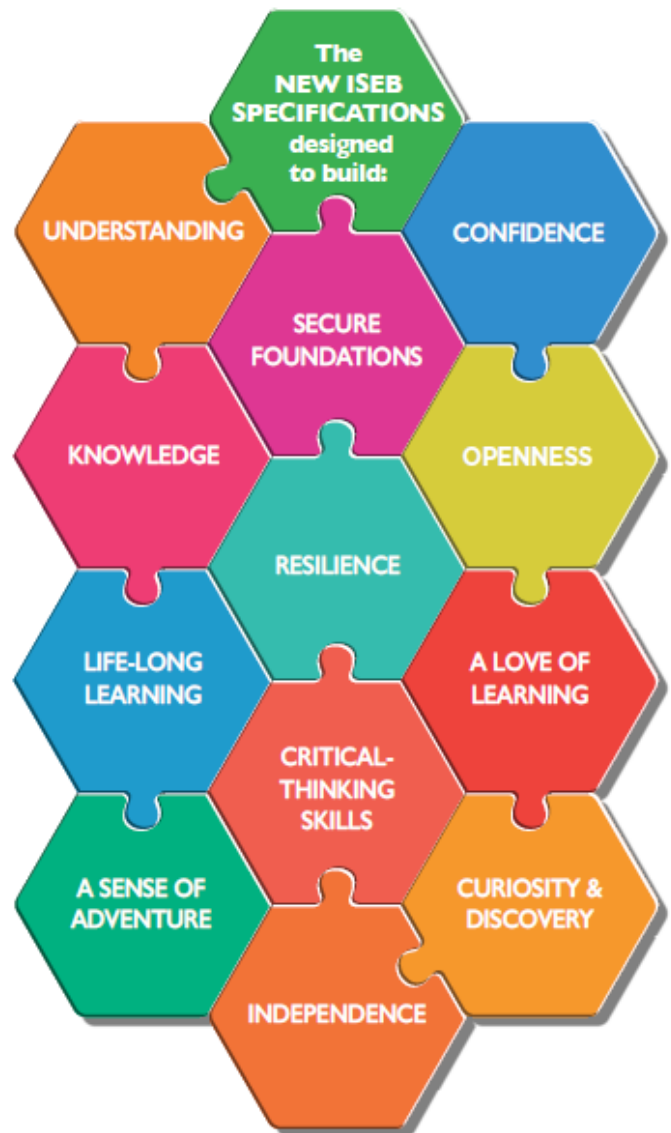 The
NEW ISEB
SPECIFICATIONS
designed
to build:
UNDERSTANDING
CONFIDENCE
SECURE
FOUNDATIONS
KNOWLEDGE
OPENNESS
RESILIENCE
LIFE-LONG
LEARNING
A LOVE OF
LEARNING
CRITICAL-
THINKING
SKILLS
A SENSE OF
ADVENTURE
CURIOSITY &
DISCOVERY
INDEPENDENCE